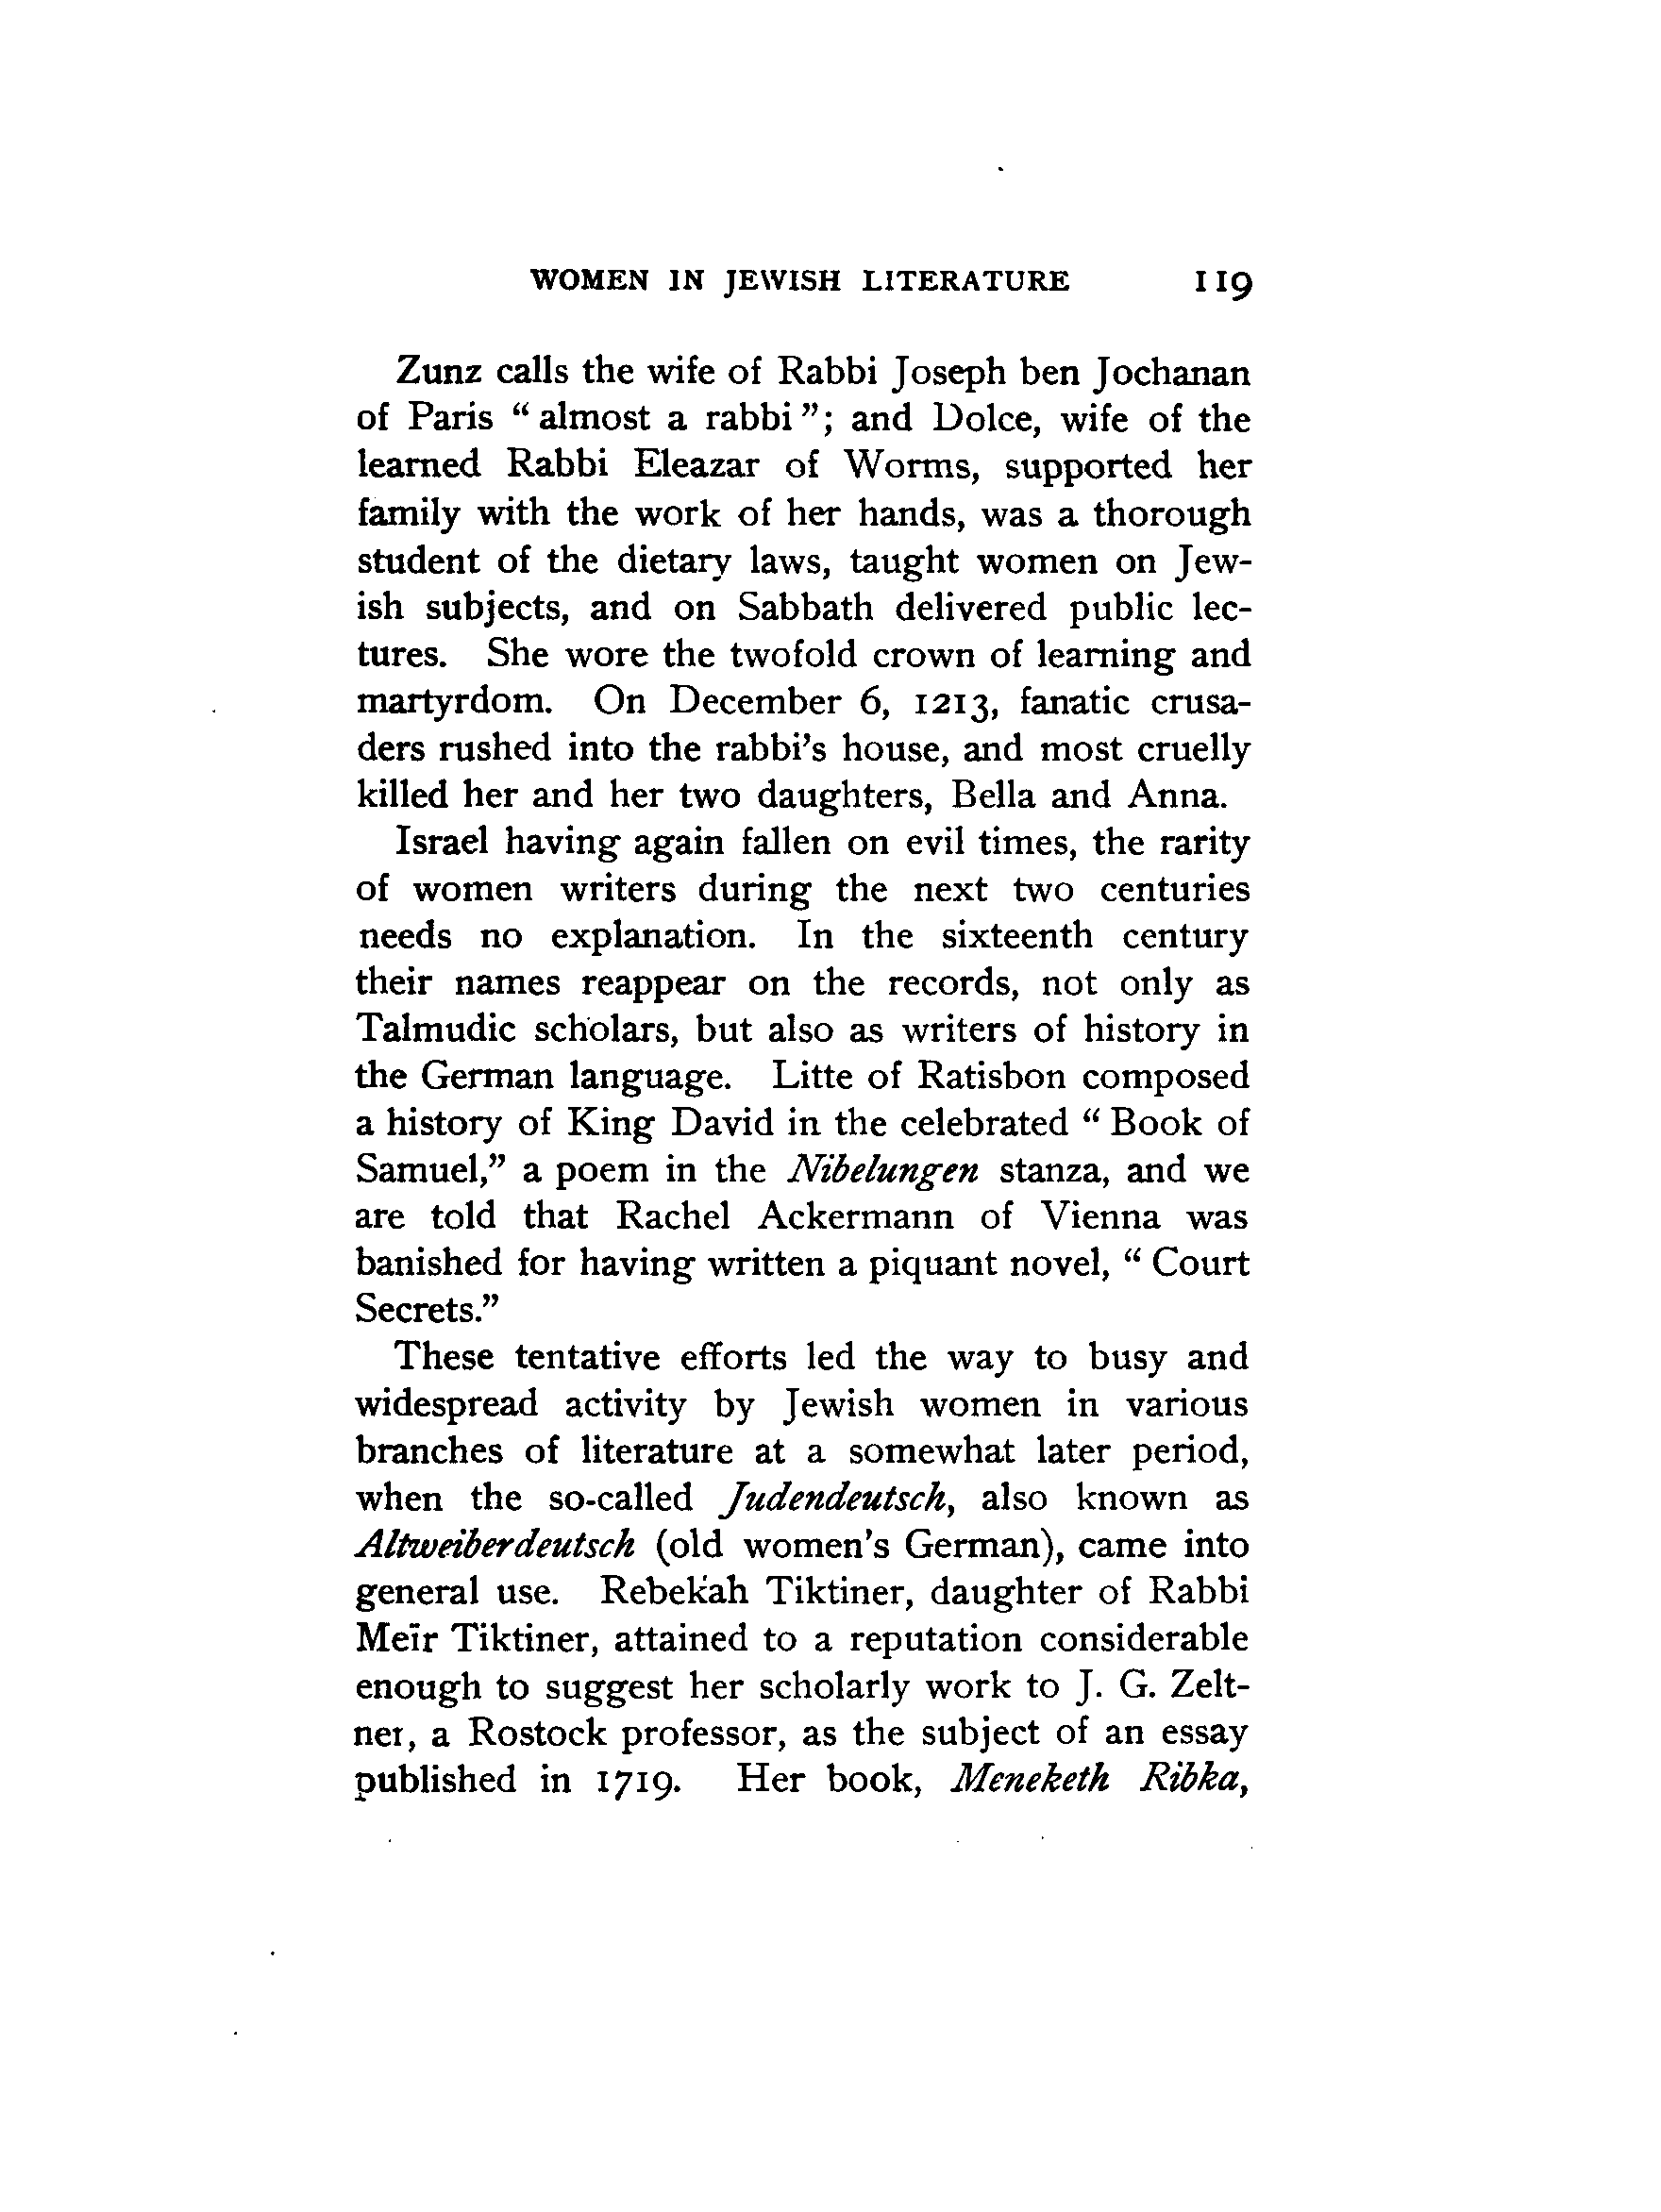 WOMEN IN JEWISH LITERATURE 119
Zunz calls the wife of Rabbi Joseph ben Jochanan
of Paris “almost a rabbi”; and Dolce, wife of the
learned Rabbi Eleazar of Worms, supported her
family with the work of her hands, was a thorough
student of the dietary laws, taught women on Jew-
ish subjects, and on Sabbath delivered public lec-
tures. She wore the twofold crown of learning and
martyrdom. On December 6, 1213, fanatic crusa-
ders rushed into the rabbi’s house, and most cruelly
killed her and her two daughters, Bella and Anna.
Israel having again fallen on evil times, the rarity
of women writers during the next two centuries
needs no explanation. In the sixteenth century
their names reappear on the records, not only as
Talmudic scholars, but also as writers of history in
the German language. Litte of Ratisbon composed
a history of King David in the celebrated “Book of
Samuel,” a poem in the Nibelungen stanza, and we
are told that Rachel Ackermann of Vienna was
banished for having written a piquant novel, “Court
Secrets.”
These tentative efforts led the way to busy and
widespread activity by Jewish women in various
branches of literature at a somewhat later period,
when the so-called Judendeutsch, also known as
Altweiberdeutsch (old women’s German), came into
general use. Rebekah Tiktiner, daughter of Rabbi
Meïr Tiktiner, attained to a reputation considerable
enough to suggest her scholarly work to J. G. Zelt-
ner, a Rostock professor, as the subject of an essay
published in 1719. Her book, Meneketh Ribka,